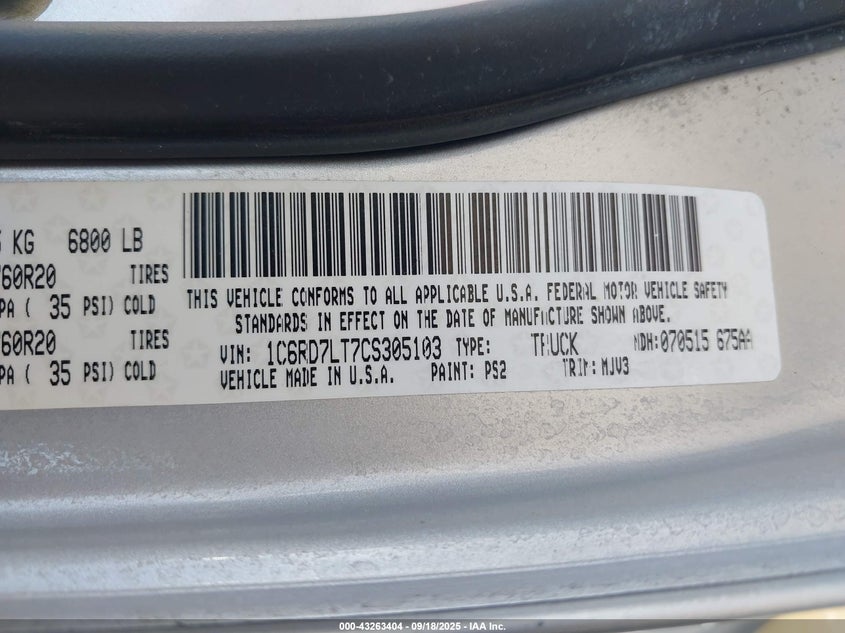 KG 6800 LB
60R20 TIRES
PA ( 35 PSI) COLD
60R20 TIRES
PA ( 35 PSI) COLD
THIS VEHICLE CONFORMS TO ALL APPLICABLE U.S.A. FEDERAL MOTOR VEHICLE SAFETY
STANDARDS IN EFFECT ON THE DATE OF MANUFACTURE SHOWN ABOVE.
VIN: 1C6RD7LT7CS305103 TYPE: TRUCK MDH:070515 675AA
VEHICLE MADE IN U.S.A. PAINT: PS2 TRIM: MJV3
000-43263404 - 09/18/2025 - IAA Inc.